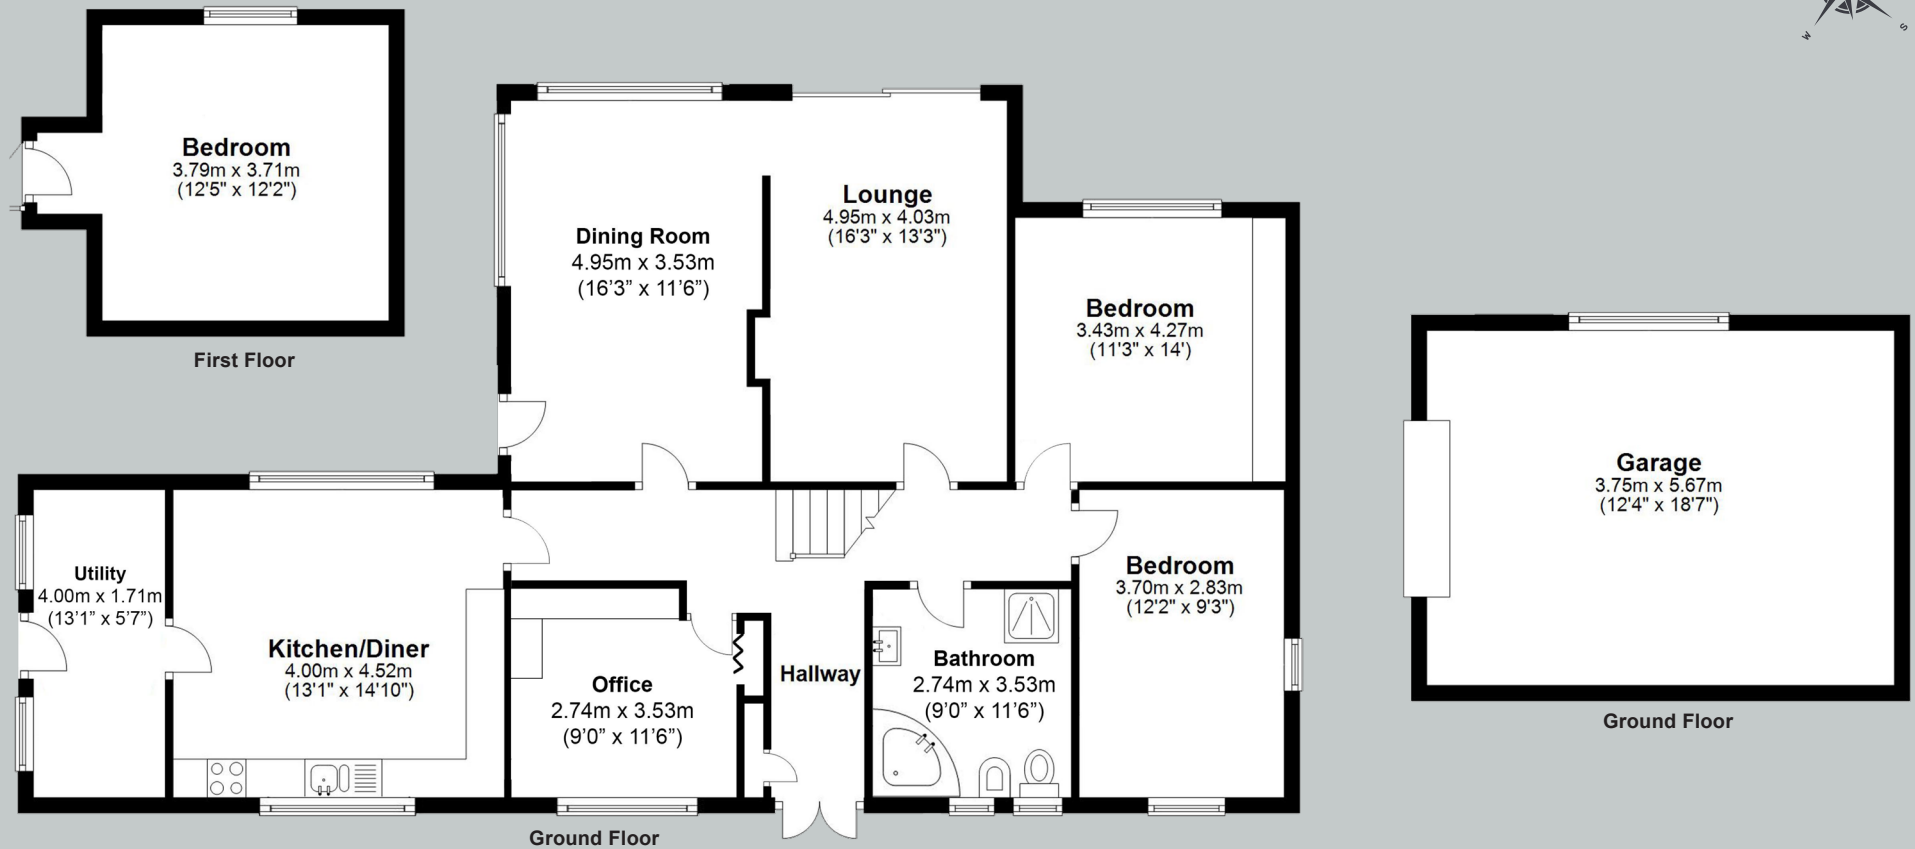 W
S
Bedroom
3.79m x 3.71m
(12'5" x 12'2")
First Floor
Dining Room
4.95m x 3.53m
(16’3” x 11’6”)
Lounge
4.95m x 4.03m
(16'3" x 13'3")
Bedroom
3.43m x 4.27m
(11'3" x 14')
Garage
3.75m x 5.67m
(12'4" x 18'7")
Ground Floor
Utility
4.00m x 1.71m
(13’1” x 5’7”)
Kitchen/Diner
4.00m x 4.52m
(13'1" x 14'10")
Office
2.74m x 3.53m
(9’0” x 11’6”)
Hallway
Bathroom
2.74m x 3.53m
(9’0” x 11’6”)
Bedroom
3.70m x 2.83m
(12'2" x 9'3")
Ground Floor